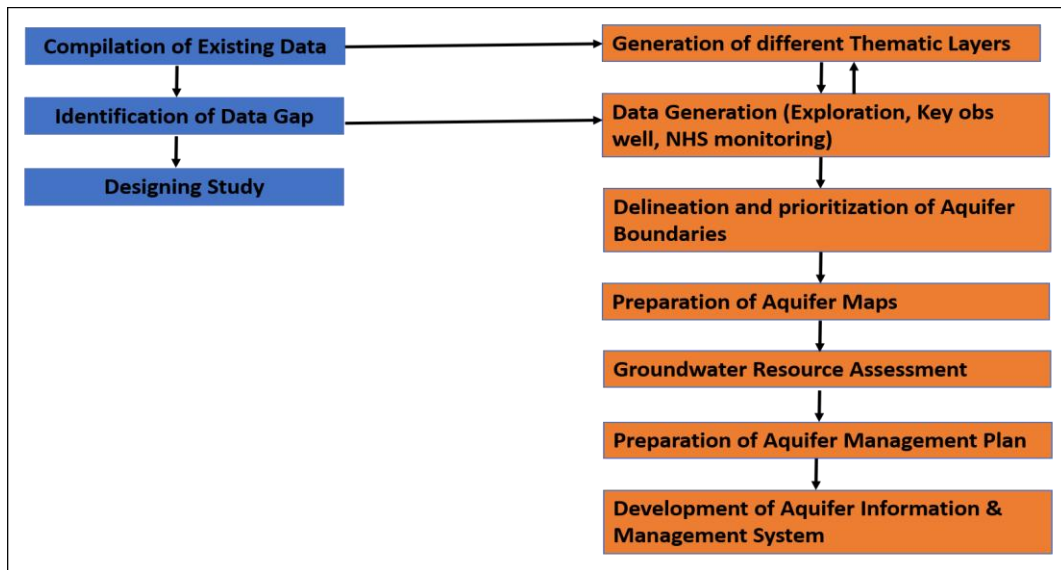 Compilation of Existing Data
Identification of Data Gap
Designing Study
Generation of different Thematic Layers
Data Generation (Exploration, Key obs
well, NHS monitoring)
Delineation and prioritization of Aquifer
Boundaries
Preparation of Aquifer Maps
Groundwater Resource Assessment
Preparation of Aquifer Management Plan
Development of Aquifer Information &
Management System